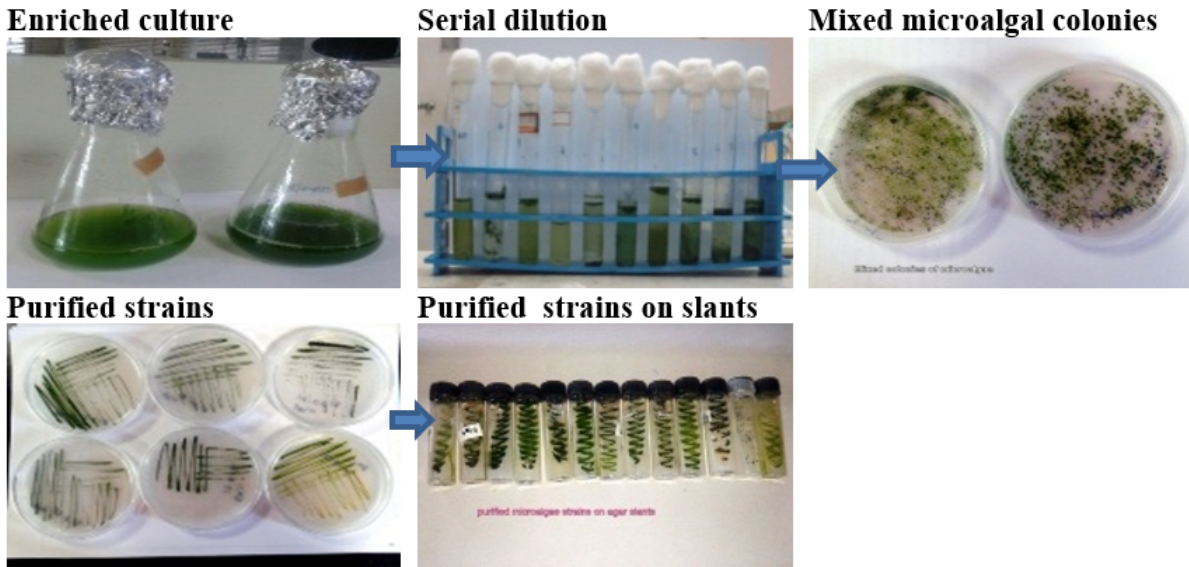 Enriched culture
Serial dilution
Mixed microalgal colonies
Mixed colonies of microalgae
Purified strains
Purified strains on slants
purified microalgae strains on agar slants